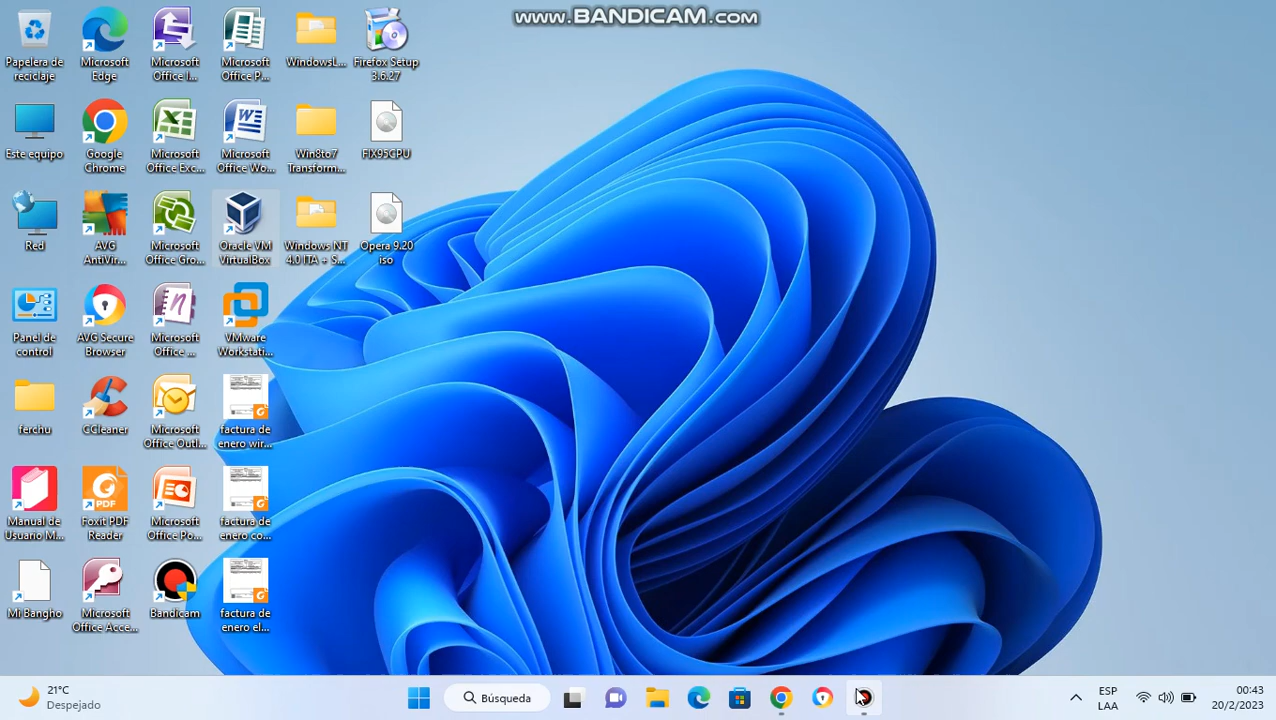 www.BANDICAM.com
Papelera de
reciclaje
Microsoft
Edge
Microsoft
Office I...
Microsoft
Office P...
WindowsL...
Firefox Setup
3.6.27
Este equipo
Google
Chrome
Microsoft
Office Exc...
Microsoft
Office Wo...
Win8to7
Transform...
FIX95CPU
Red
AVG
AntiVir...
Microsoft
Office Gro...
Oracle VM
VirtualBox
Windows NT
4.0 ITA + S...
Opera 9.20
iso
Panel de
control
AVG Secure
Browser
Microsoft
Office ...
VMware
Workstati...
ferchu
CCleaner
Microsoft
Office Outl...
factura de
enero wir...
Manual de
Usuario M...
Foxit PDF
Reader
Microsoft
Office Po...
factura de
enero co...
Mi Bangho
Microsoft
Office Acce...
Bandicam
factura de
enero el...
21°C
Despejado
Búsqueda
ESP
LAA
00:43
20/2/2023